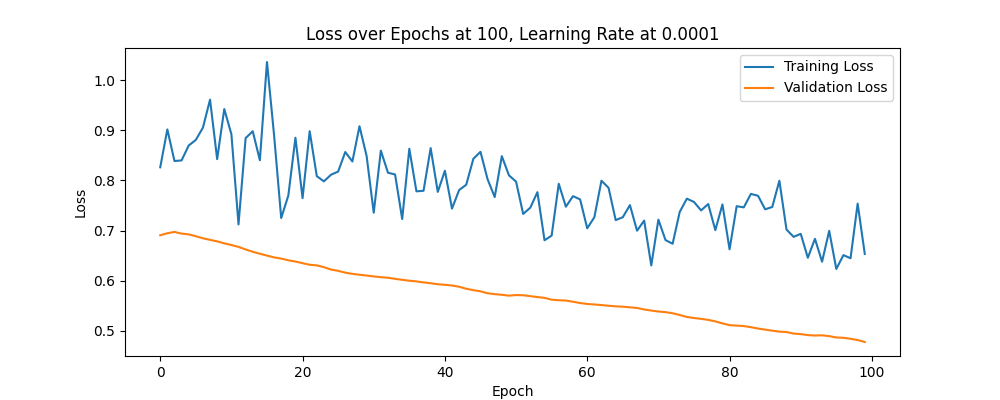 Loss over Epochs at 100, Learning Rate at 0.0001
Training Loss
Validation Loss
1.0
0.9
0.8
0.7
0.6
0.5
Loss
0
20
40
60
80
100
Epoch